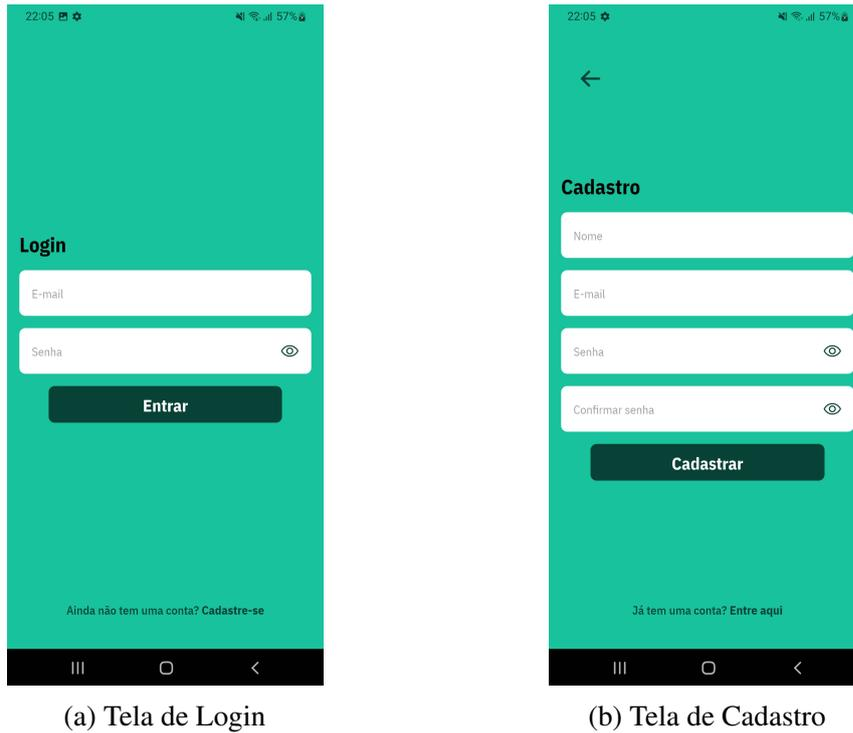 22:05 57%
Login
E-mail
Senha
Entrar
Ainda não tem uma conta? Cadastre-se
(a) Tela de Login
22:05 57%
Cadastro
Nome
E-mail
Senha
Confirmar senha
Cadastrar
Já tem uma conta? Entre aqui
(b) Tela de Cadastro